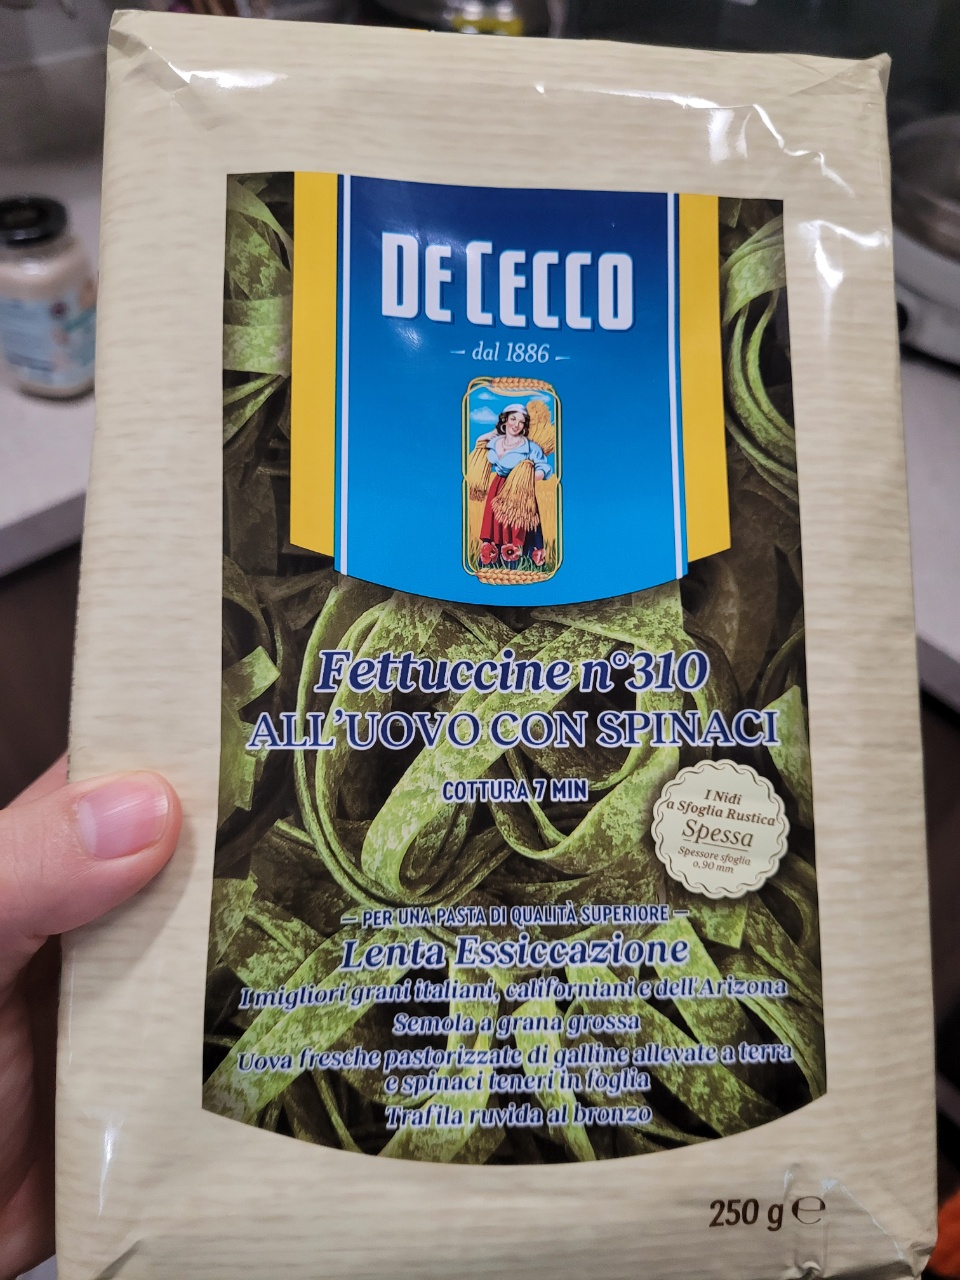 DE CECCO
– dal 1886 –
Fettuccine n°310
ALL'UOVO CON SPINACI
COTTURA 7 MIN
I Nidi
a Sfoglia Rustica
Spessa
Spessore sfoglia
0,90 mm
– PER UNA PASTA DI QUALITÀ SUPERIORE –
Lenta Essiccazione
I migliori grani italiani, californiani e dell'Arizona
Semola a grana grossa
Uova fresche pastorizzate di galline allevate a terra
e spinaci teneri in foglia
Trafila ruvida al bronzo
250 g ℮